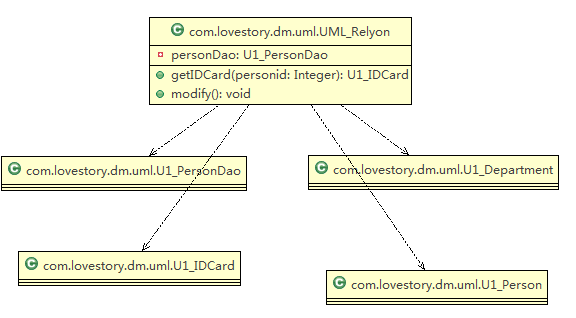 C com.lovestory.dm.uml.UML_Relyon
personDao: U1_PersonDao
getIDCard(personid: Integer): U1_IDCard
modify(): void
C com.lovestory.dm.uml.U1_PersonDao
C com.lovestory.dm.uml.U1_Department
C com.lovestory.dm.uml.U1_IDCard
C com.lovestory.dm.uml.U1_Person